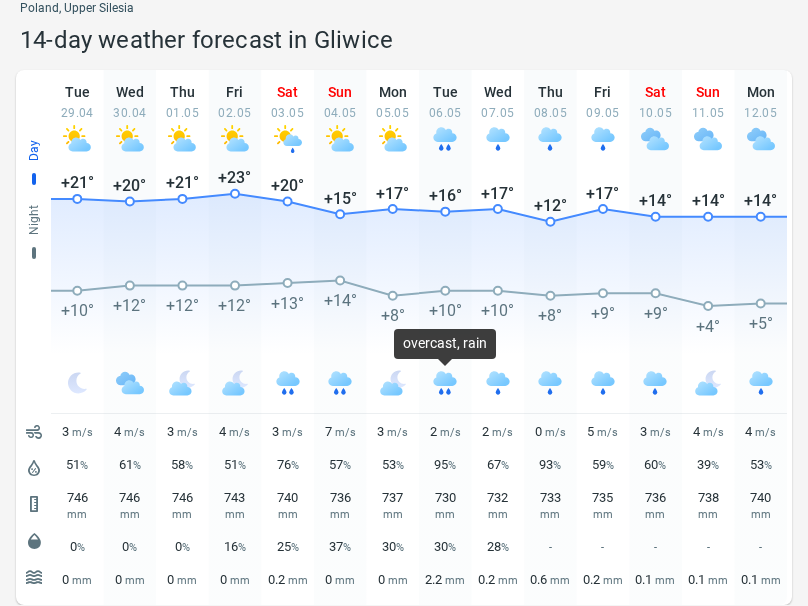 Poland, Upper Silesia
14-day weather forecast in Gliwice
Tue Wed Thu Fri Sat Sun Mon Tue Wed Thu Fri Sat Sun Mon
29.04 30.04 01.05 02.05 03.05 04.05 05.05 06.05 07.05 08.05 09.05 10.05 11.05 12.05
Day
+21° +20° +21° +23° +20° +15° +17° +16° +17° +12° +17° +14° +14° +14°
Night
+10° +12° +12° +12° +13° +14° +8° +10° +10° +8° +9° +9° +4° +5°
overcast, rain
3 m/s 4 m/s 3 m/s 4 m/s 3 m/s 7 m/s 3 m/s 2 m/s 2 m/s 0 m/s 5 m/s 3 m/s 4 m/s 4 m/s
51% 61% 58% 51% 76% 57% 53% 95% 67% 93% 59% 60% 39% 53%
746 746 746 743 740 736 737 730 732 733 735 736 738 740
mm mm mm mm mm mm mm mm mm mm mm mm mm mm
0% 0% 0% 16% 25% 37% 30% 30% 28% - - - - -
0 mm 0 mm 0 mm 0 mm 0.2 mm 0 mm 0 mm 2.2 mm 0.2 mm 0.6 mm 0.2 mm 0.1 mm 0.1 mm 0.1 mm